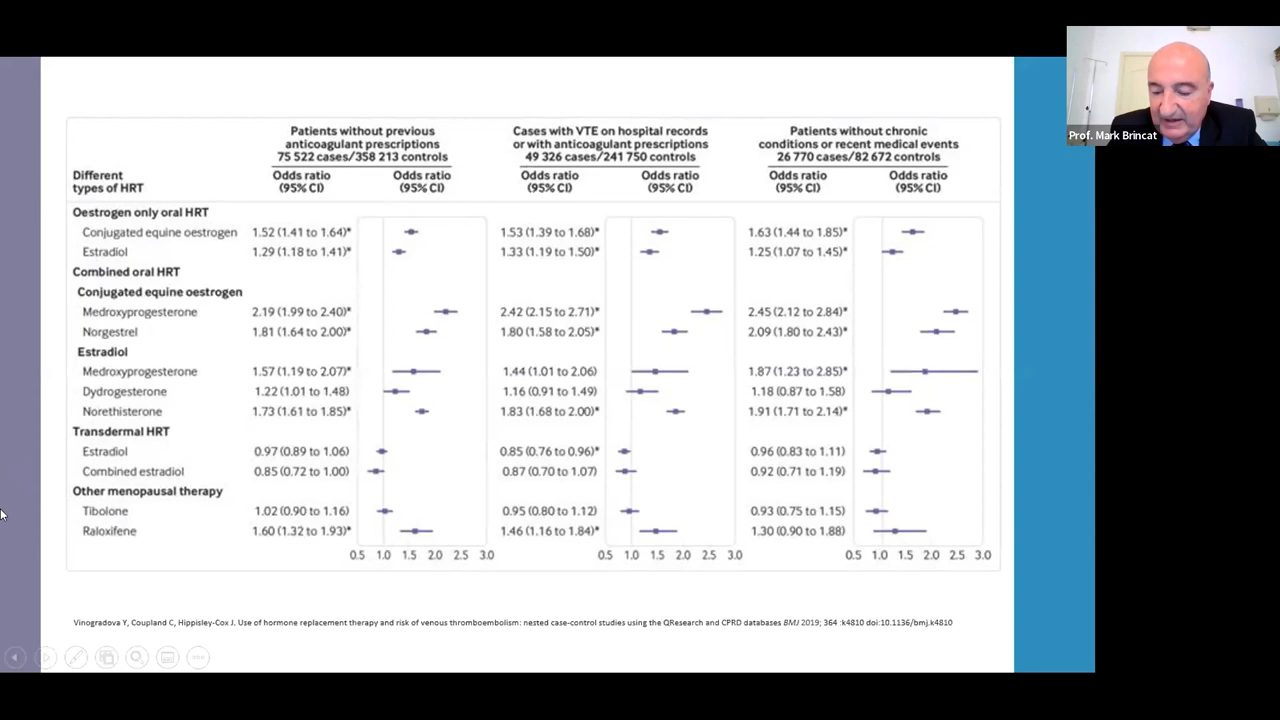 Prof. Mark Brincat
Patients without previous anticoagulant prescriptions 75 522 cases/358 213 controls
Cases with VTE on hospital records or with anticoagulant prescriptions 49 326 cases/241 750 controls
Patients without chronic conditions or recent medical events 26 770 cases/82 672 controls
Different types of HRT
Odds ratio (95% CI) Odds ratio (95% CI) Odds ratio (95% CI) Odds ratio (95% CI) Odds ratio (95% CI) Odds ratio (95% CI)
Oestrogen only oral HRT
Conjugated equine oestrogen 1.52 (1.41 to 1.64)* 1.53 (1.39 to 1.68)* 1.63 (1.44 to 1.85)*
Estradiol 1.29 (1.18 to 1.41)* 1.33 (1.19 to 1.50)* 1.25 (1.07 to 1.45)*
Combined oral HRT
Conjugated equine oestrogen
Medroxyprogesterone 2.19 (1.99 to 2.40)* 2.42 (2.15 to 2.71)* 2.45 (2.12 to 2.84)*
Norgestrel 1.81 (1.64 to 2.00)* 1.80 (1.58 to 2.05)* 2.09 (1.80 to 2.43)*
Estradiol
Medroxyprogesterone 1.57 (1.19 to 2.07)* 1.44 (1.01 to 2.06) 1.87 (1.23 to 2.85)*
Dydrogesterone 1.22 (1.01 to 1.48) 1.16 (0.91 to 1.49) 1.18 (0.87 to 1.58)
Norethisterone 1.73 (1.61 to 1.85)* 1.83 (1.68 to 2.00)* 1.91 (1.71 to 2.14)*
Transdermal HRT
Estradiol 0.97 (0.89 to 1.06) 0.85 (0.76 to 0.96)* 0.96 (0.83 to 1.11)
Combined estradiol 0.85 (0.72 to 1.00) 0.87 (0.70 to 1.07) 0.92 (0.71 to 1.19)
Other menopausal therapy
Tibolone 1.02 (0.90 to 1.16) 0.95 (0.80 to 1.12) 0.93 (0.75 to 1.15)
Raloxifene 1.60 (1.32 to 1.93)* 1.46 (1.16 to 1.84)* 1.30 (0.90 to 1.88)
0.5 1.0 1.5 2.0 2.5 3.0 0.5 1.0 1.5 2.0 2.5 3.0 0.5 1.0 1.5 2.0 2.5 3.0
Vinogradova Y, Coupland C, Hippisley-Cox J. Use of hormone replacement therapy and risk of venous thromboembolism: nested case-control studies using the QResearch and CPRD databases BMJ 2019; 364 :k4810 doi:10.1136/bmj.k4810